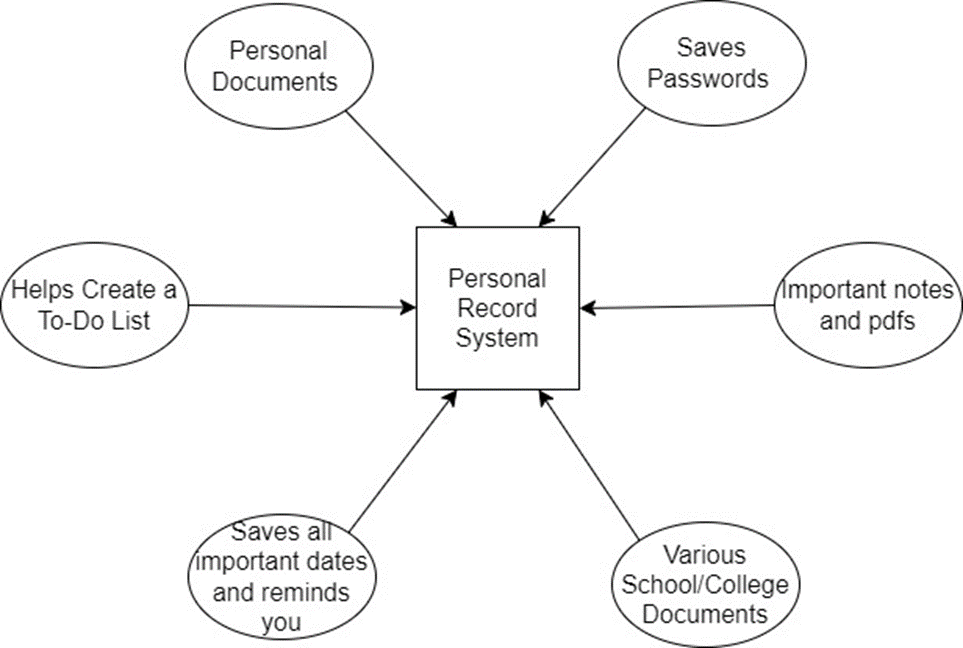 Personal
Documents
Saves
Passwords
Helps Create a
To-Do List
Personal
Record
System
Important notes
and pdfs
Saves all
important dates
and reminds
you
Various
School/College
Documents